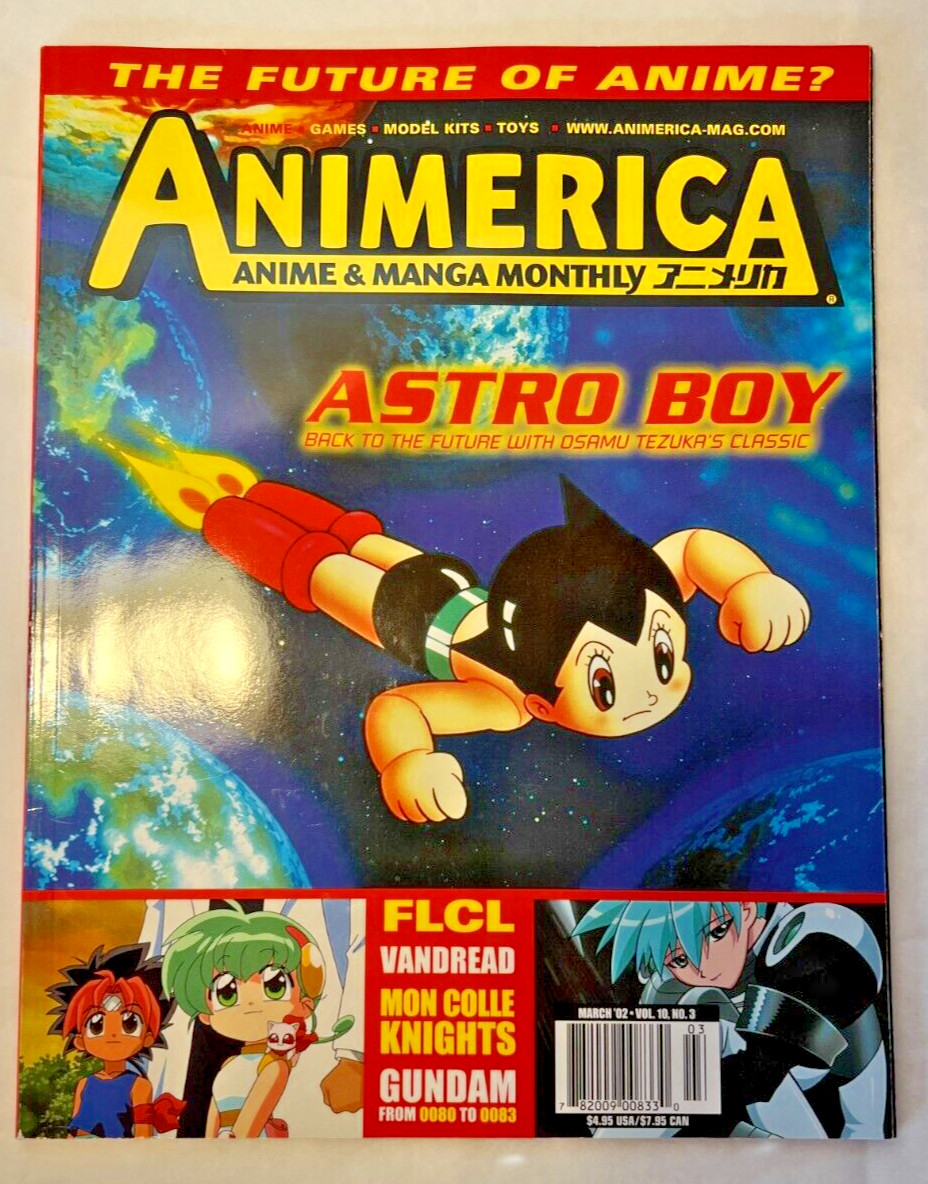 THE FUTURE OF ANIME?
ANIME ▪ GAMES ▪ MODEL KITS ▪ TOYS ▪ WWW.ANIMERICA-MAG.COM
ANIMERICA
ANIME & MANGA MONTHLY アニメリカ
®
ASTRO BOY
BACK TO THE FUTURE WITH OSAMU TEZUKA'S CLASSIC
FLCL
VANDREAD
MON COLLE
KNIGHTS
GUNDAM
FROM 0080 TO 0083
MARCH '02 • VOL. 10, NO. 3
03
7 82009 00833 0
$4.95 USA/$7.95 CAN